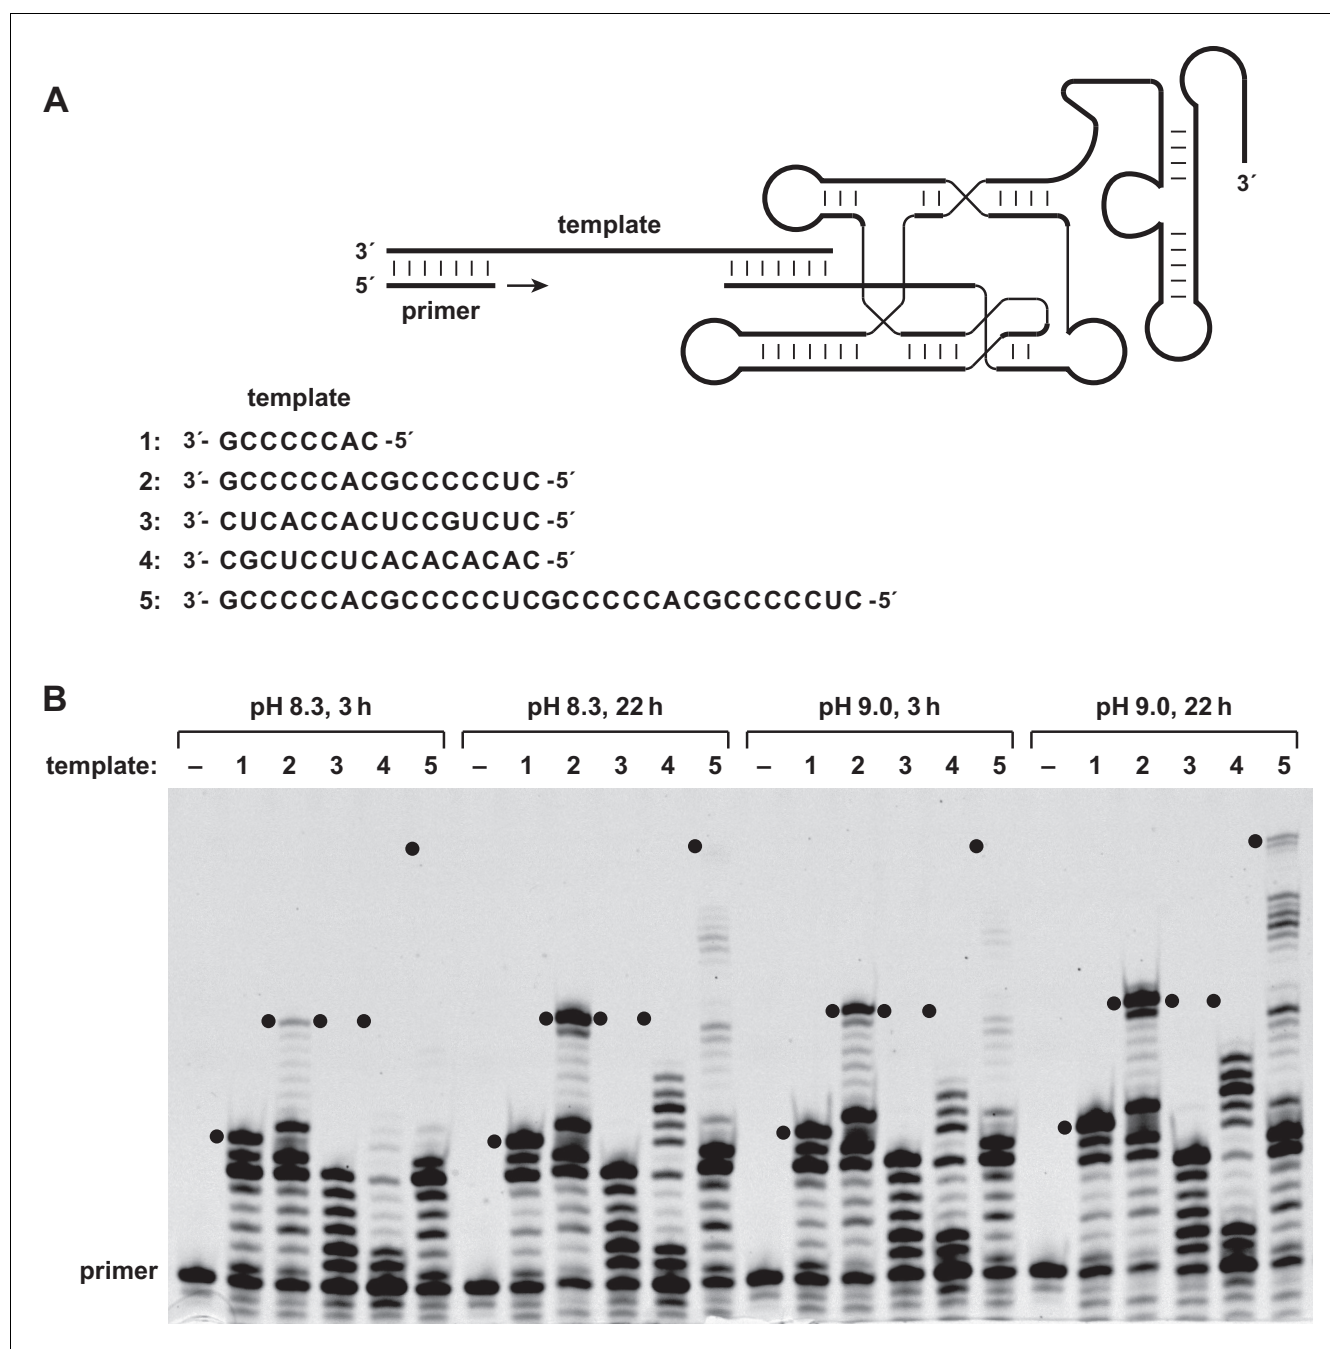 A
3´
template
3´
5´
primer
template
1: 3´- GCCCCCAC -5´
2: 3´- GCCCCCACGCCCCCUC -5´
3: 3´- CUCACCACUCCGUCUC -5´
4: 3´- CGCUCCUCACACACAC -5´
5: 3´- GCCCCCACGCCCCCUCGCCCCCACGCCCCCUC -5´
B
pH 8.3, 3 h pH 8.3, 22 h pH 9.0, 3 h pH 9.0, 22 h
template: – 1 2 3 4 5 – 1 2 3 4 5 – 1 2 3 4 5 – 1 2 3 4 5
primer